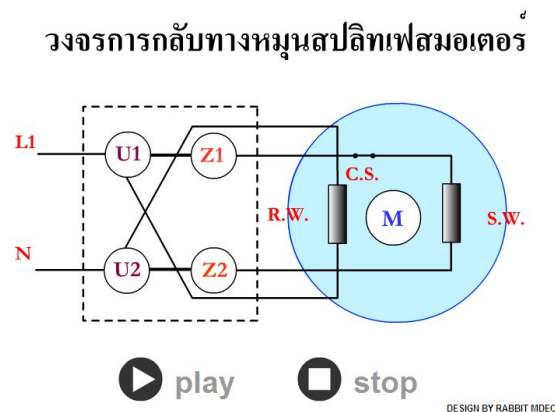 วงจรการกลับทางหมุนสปลิทเฟสมอเตอร์
L1
U1
Z1
C.S.
R.W.
M
S.W.
N
U2
Z2
play
stop
DESIGN BY RABBIT MDEC